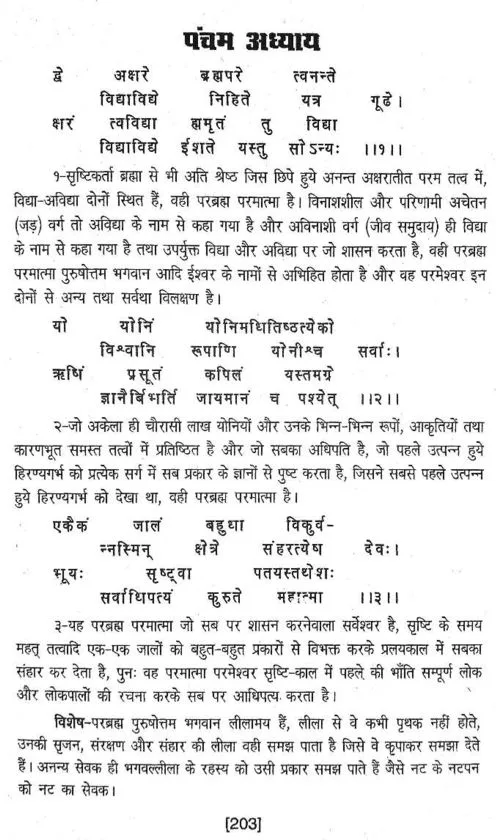 पंचम अध्याय
द्वे अक्षरे ब्रह्मपरे त्वनन्ते
विद्याविद्ये निहिते यत्र गूढे।
क्षरं त्वविद्या ह्यमृतं तु विद्या
विद्याविद्ये ईशते यस्तु सोऽन्यः ।।१।।
१-सृष्टिकर्ता ब्रह्मा से भी अति श्रेष्ठ जिस छिपे हुये अनन्त अक्षरातीत परम तत्व में,
विद्या-अविद्या दोनों स्थित हैं, वही परब्रह्म परमात्मा है। विनाशशील और परिणामी अचेतन
(जड़) वर्ग तो अविद्या के नाम से कहा गया है और अविनाशी वर्ग (जीव समुदाय) ही विद्या
के नाम से कहा गया है तथा उपर्युक्त विद्या और अविद्या पर जो शासन करता है, वही परब्रह्म
परमात्मा पुरुषोत्तम भगवान आदि ईश्वर के नामों से अभिहित होता है और वह परमेश्वर इन
दोनों से अन्य तथा सर्वथा विलक्षण है।
यो योनिं योनिमधितिष्ठत्येको
विश्वानि रूपाणि योनीश्च सर्वाः।
ऋषिं प्रसूतं कपिलं यस्तमग्रे
ज्ञानैर्बिभर्ति जायमानं च पश्येत् ।।२।।
२-जो अकेला ही चौरासी लाख योनियों और उनके भिन्न-भिन्न रूपों, आकृतियों तथा
कारणभूत समस्त तत्वों में प्रतिष्ठित है और जो सबका अधिपति है, जो पहले उत्पन्न हुये
हिरण्यगर्भ को प्रत्येक सर्ग में सब प्रकार के ज्ञानों से पुष्ट करता है, जिसने सबसे पहले उत्पन्न
हुये हिरण्यगर्भ को देखा था, वही परब्रह्म परमात्मा है।
एकैकं जालं बहुधा विकुर्व-
न्नस्मिन् क्षेत्रे संहरत्येष देवः।
भूयः सृष्ट्वा पतयस्तथेशः
सर्वाधिपत्यं कुरुते महात्मा ।।३।।
३-यह परब्रह्म परमात्मा जो सब पर शासन करनेवाला सर्वेश्वर है, सृष्टि के समय
महत् तत्वादि एक-एक जालों को बहुत-बहुत प्रकारों से विभक्त करके प्रलयकाल में सबका
संहार कर देता है, पुनः वह परमात्मा परमेश्वर सृष्टि-काल में पहले की भाँति सम्पूर्ण लोक
और लोकपालों की रचना करके सब पर आधिपत्य करता है।
विशेष-परब्रह्म पुरुषोत्तम भगवान लीलामय हैं, लीला से वे कभी पृथक नहीं होते,
उनकी सृजन, संरक्षण और संहार की लीला वही समझ पाता है जिसे वे कृपाकर समझा देते
हैं। अनन्य सेवक ही भगवल्लीला के रहस्य को उसी प्रकार समझ पाते हैं जैसे नट के नटपन
को नट का सेवक।
[203]